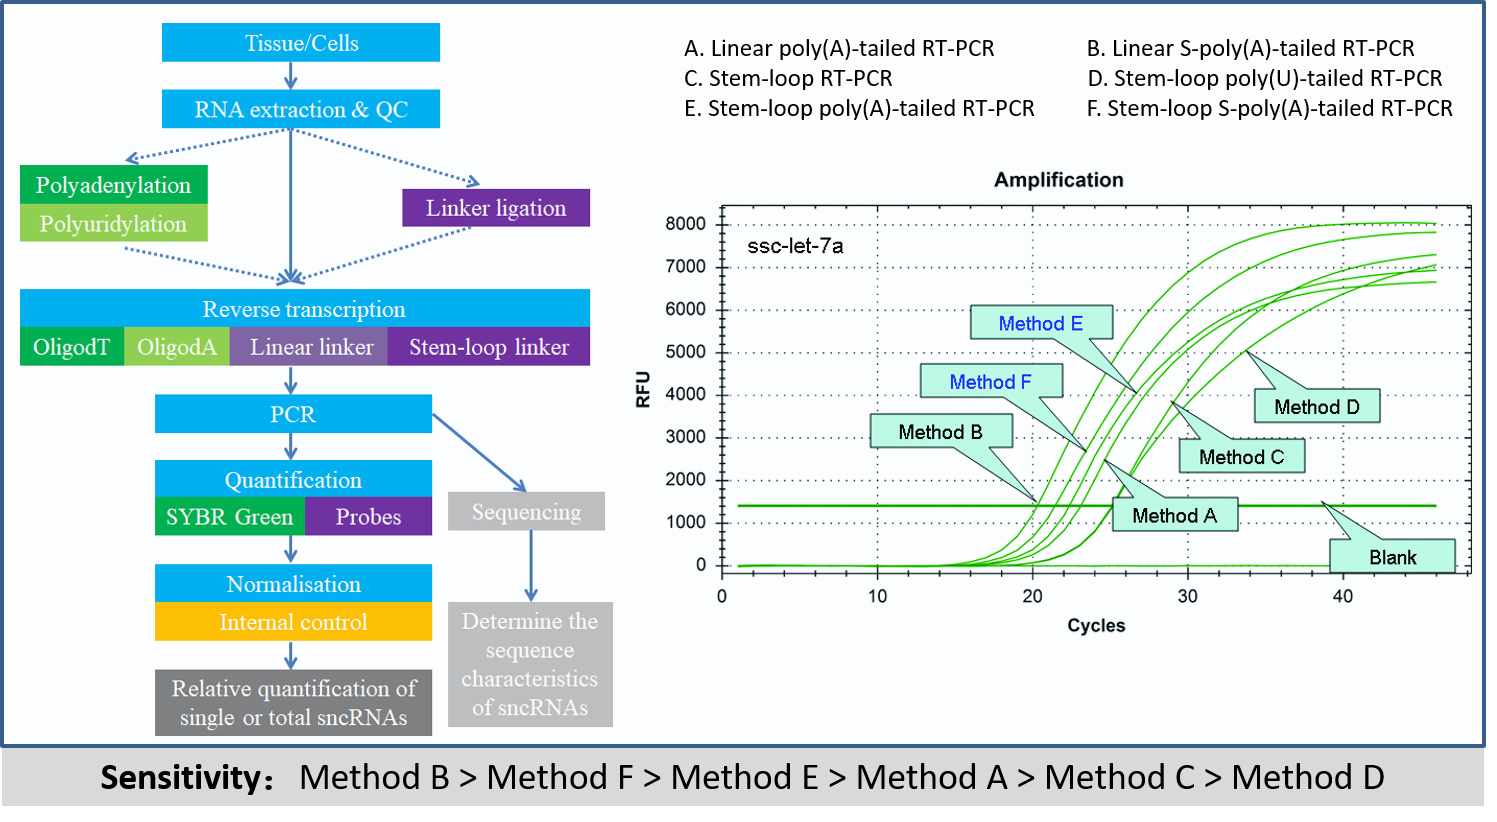 Tissue/Cells
RNA extraction & QC
Polyadenylation
Polyuridylation
Linker ligation
Reverse transcription
OligodT OligodA Linear linker Stem-loop linker
PCR
Quantification
SYBR Green Probes
Sequencing
Normalisation
Internal control
Relative quantification of
single or total sncRNAs
Determine the
sequence
characteristics
of sncRNAs
A. Linear poly(A)-tailed RT-PCR
B. Linear S-poly(A)-tailed RT-PCR
C. Stem-loop RT-PCR
D. Stem-loop poly(U)-tailed RT-PCR
E. Stem-loop poly(A)-tailed RT-PCR
F. Stem-loop S-poly(A)-tailed RT-PCR
Amplification
ssc-let-7a
RFU
8000
7000
6000
5000
4000
3000
2000
1000
0
Method E
Method F
Method B
Method D
Method C
Method A
Blank
0 10 20 30 40
Cycles
Sensitivity： Method B > Method F > Method E > Method A > Method C > Method D